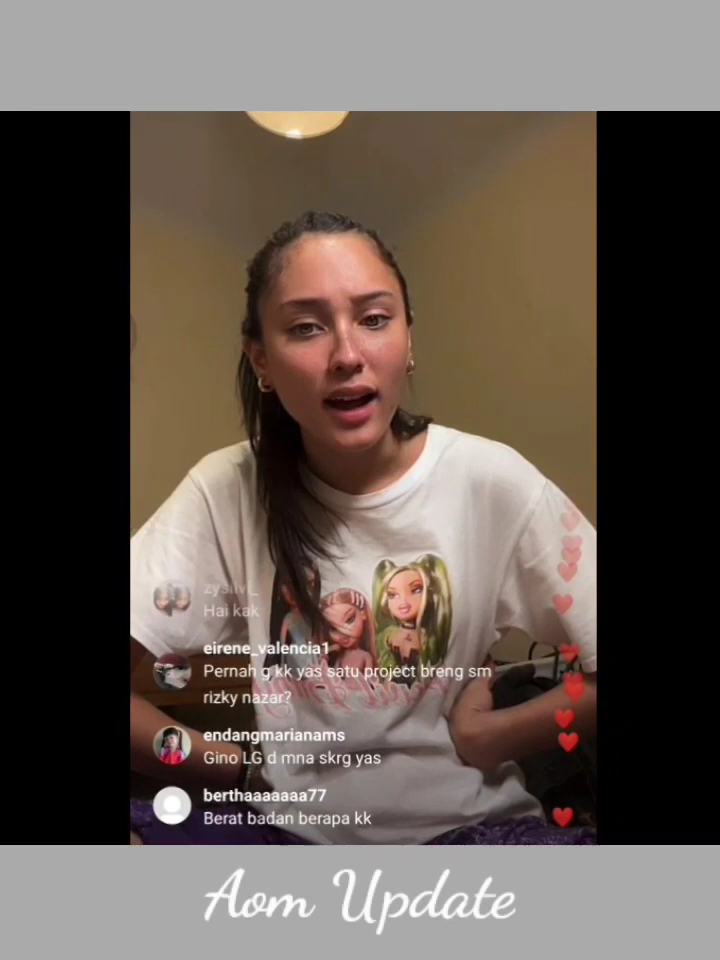 zysilvi_
Hai kak
eirene_valencia1
Pernah g kk yas satu project breng sm
rizky nazar?
endangmarianams
Gino LG d mna skrg yas
berthaaaaaaa77
Berat badan berapa kk
Aom Update